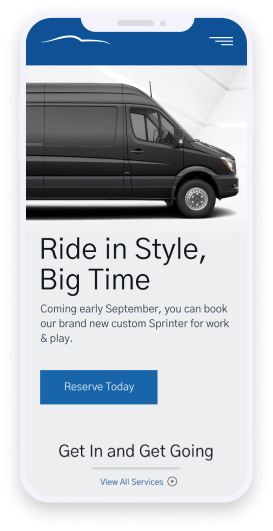 Ride in Style,
Big Time
Coming early September, you can book
our brand new custom Sprinter for work
& play.
Reserve Today
Get In and Get Going
View All Services